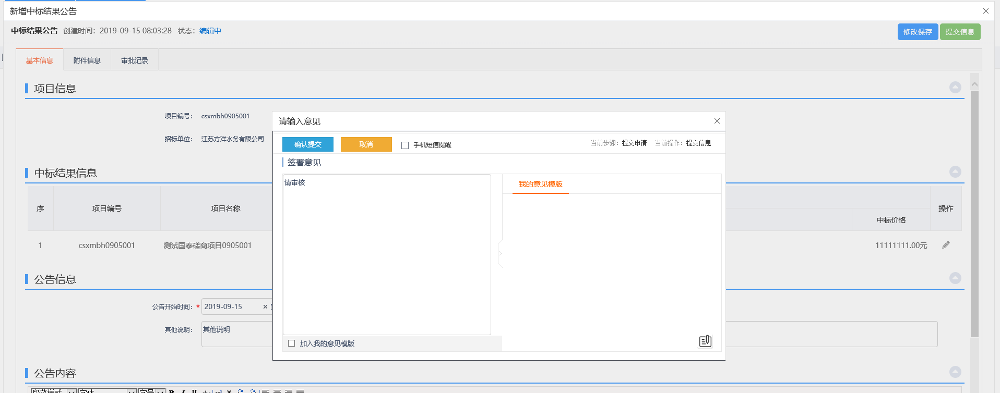 新增中标结果公告
中标结果公告 创建时间：2019-09-15 08:03:28 状态：编辑中
修改保存 提交信息
基本信息 附件信息 审批记录
项目信息
项目编号： csxmbh0905001
招标单位： 江苏方洋水务有限公司
请输入意见
确认提交 取消 手机短信提醒 当前步骤：提交申请 当前操作：提交信息
签署意见
请审核
我的意见模版
加入我的意见模版
中标结果信息
序 项目编号 项目名称 中标价格 操作
1 csxmbh0905001 测试国泰磋商项目0905001 11111111.00元
公告信息
公告开始时间：* 2019-09-15
其他说明： 其他说明
公告内容
段落样式 字体 字号